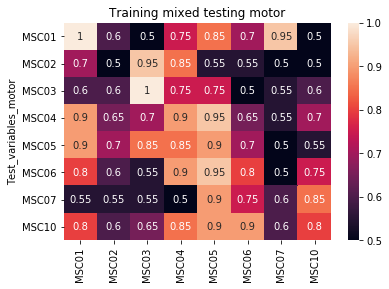 Training mixed testing motor
MSC01 1 0.6 0.5 0.75 0.85 0.7 0.95 0.5 1.0
MSC02 0.7 0.5 0.95 0.85 0.55 0.55 0.5 0.5
MSC03 0.6 0.6 1 0.75 0.75 0.5 0.55 0.6 0.9
MSC04 0.9 0.65 0.7 0.9 0.95 0.65 0.55 0.7 0.8
MSC05 0.9 0.7 0.85 0.85 0.9 0.7 0.5 0.55
MSC06 0.8 0.6 0.55 0.9 0.95 0.8 0.5 0.75 0.7
MSC07 0.55 0.55 0.55 0.5 0.9 0.75 0.6 0.85 0.6
MSC10 0.8 0.6 0.65 0.85 0.9 0.9 0.6 0.8 0.5
Test_variables_motor
MSC01 MSC02 MSC03 MSC04 MSC05 MSC06 MSC07 MSC10